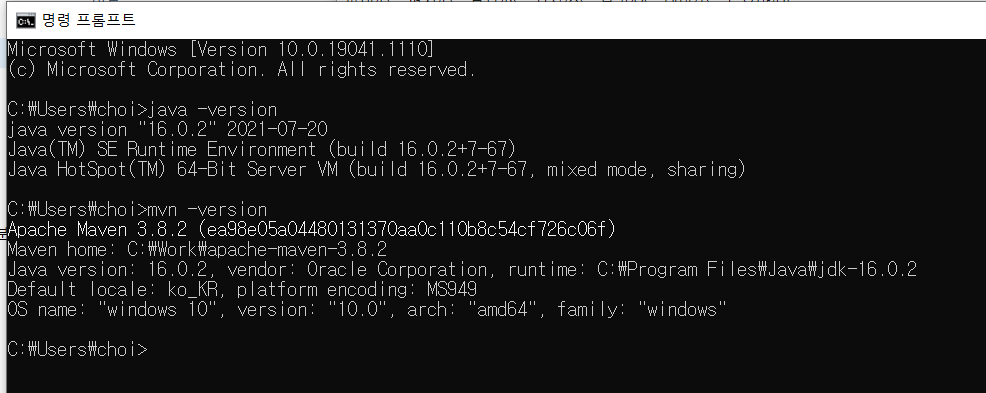 명령 프롬프트
Microsoft Windows [Version 10.0.19041.1110]
(c) Microsoft Corporation. All rights reserved.
C:₩Users₩choi>java -version
java version "16.0.2" 2021-07-20
Java(TM) SE Runtime Environment (build 16.0.2+7-67)
Java HotSpot(TM) 64-Bit Server VM (build 16.0.2+7-67, mixed mode, sharing)
C:₩Users₩choi>mvn -version
Apache Maven 3.8.2 (ea98e05a04480131370aa0c110b8c54cf726c06f)
Maven home: C:₩Work₩apache-maven-3.8.2
Java version: 16.0.2, vendor: Oracle Corporation, runtime: C:₩Program Files₩Java₩jdk-16.0.2
Default locale: ko_KR, platform encoding: MS949
OS name: "windows 10", version: "10.0", arch: "amd64", family: "windows"
C:₩Users₩choi>